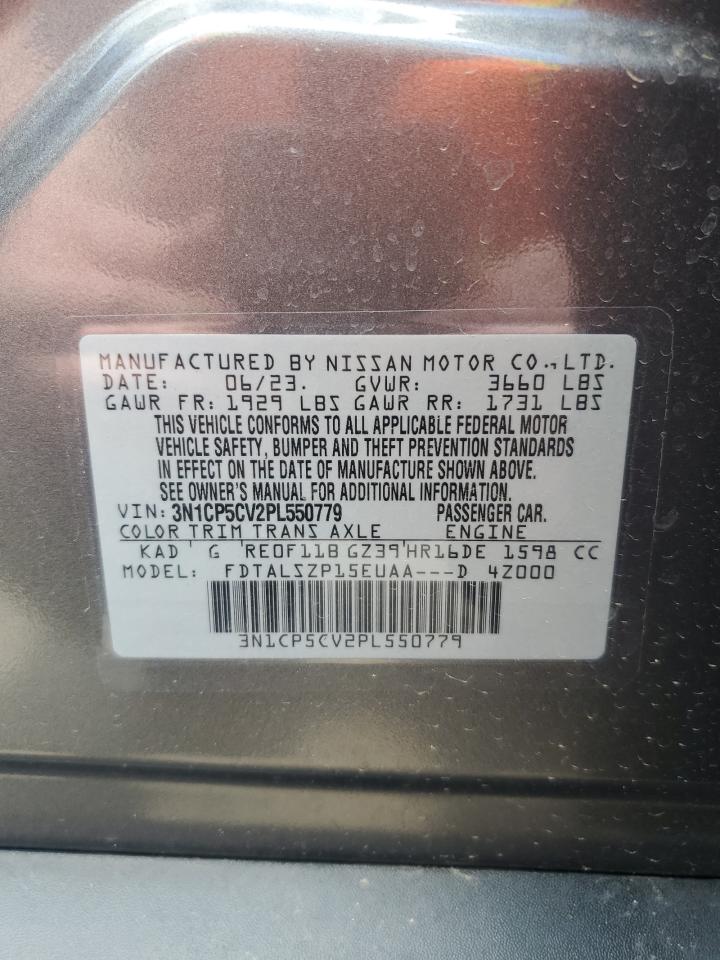 MANUFACTURED BY NISSAN MOTOR CO., LTD.
DATE: 06/23. GVWR: 3660 LBS
GAWR FR: 1929 LBS GAWR RR: 1731 LBS
THIS VEHICLE CONFORMS TO ALL APPLICABLE FEDERAL MOTOR
VEHICLE SAFETY, BUMPER AND THEFT PREVENTION STANDARDS
IN EFFECT ON THE DATE OF MANUFACTURE SHOWN ABOVE.
SEE OWNER'S MANUAL FOR ADDITIONAL INFORMATION.
VIN: 3N1CP5CV2PL550779 PASSENGER CAR.
COLOR TRIM TRANS AXLE ENGINE
KAD G RE0F11B GZ39 HR16DE 1598 CC
MODEL: FDTALSZP15EUAA---D 4Z000
3N1CP5CV2PL550779